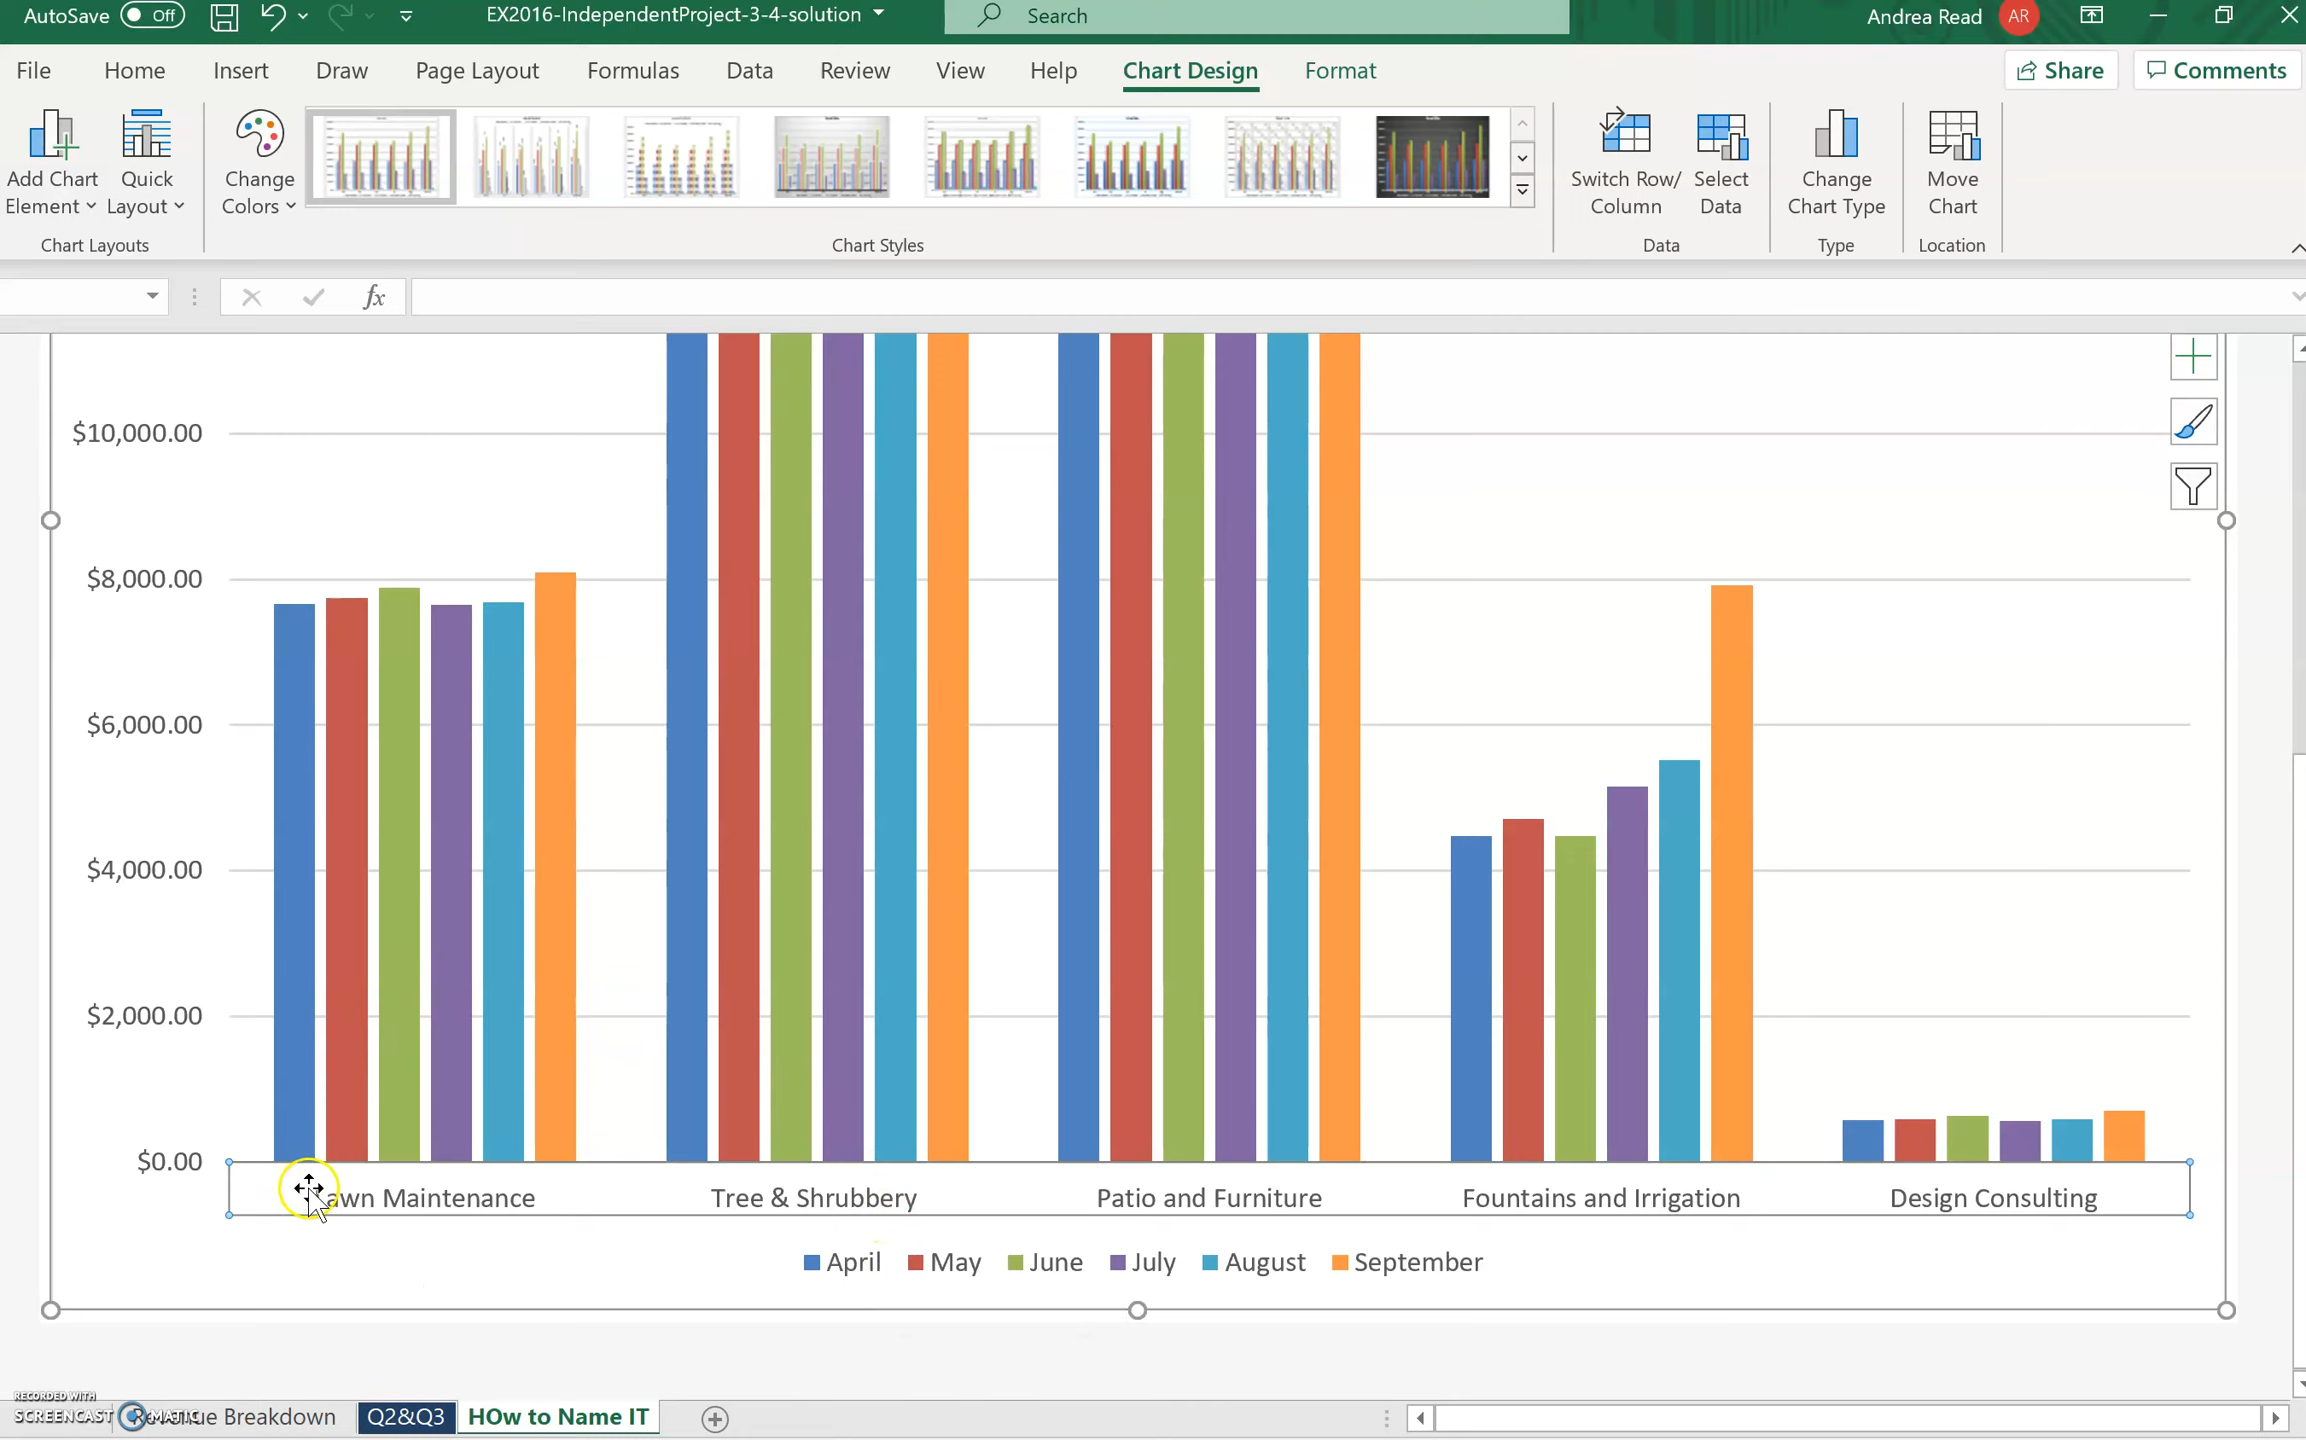 AutoSave Off EX2016-IndependentProject-3-4-solution Search Andrea Read AR
File Home Insert Draw Page Layout Formulas Data Review View Help Chart Design Format Share Comments
Add Chart Element Quick Layout Change Colors Switch Row/ Column Select Data Change Chart Type Move Chart
Chart Layouts Chart Styles Data Type Location
fx
$10,000.00
$8,000.00
$6,000.00
$4,000.00
$2,000.00
$0.00
awn Maintenance Tree & Shrubbery Patio and Furniture Fountains and Irrigation Design Consulting
April May June July August September
RECORDED WITH
SCREENCAST MATIC
Revenue Breakdown Q2&Q3 HOw to Name IT